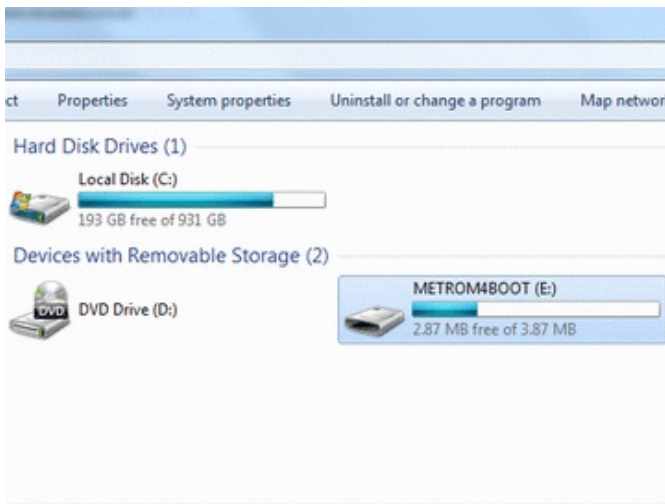 ct Properties System properties Uninstall or change a program Map networ
Hard Disk Drives (1)
Local Disk (C:)
193 GB free of 931 GB
Devices with Removable Storage (2)
DVD
DVD Drive (D:)
METROM4BOOT (E:)
2.87 MB free of 3.87 MB